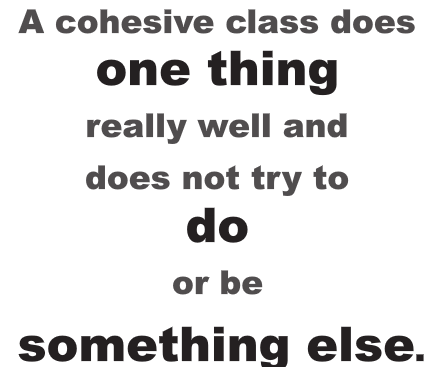 A cohesive class does
one thing
really well and
does not try to
do
or be
something else.